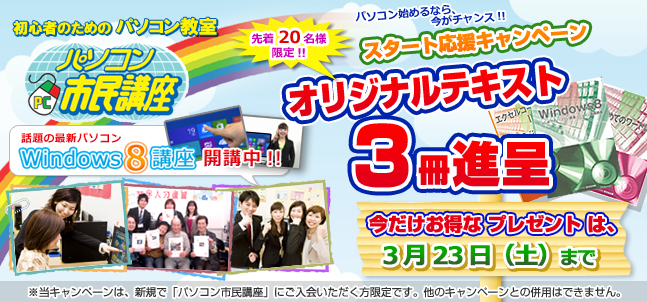 初心者のための パソコン教室
パソコン
市民講座
PC
話題の最新パソコン
Windows 8 講座 開講中!!
先着 20 名様
限定!!
パソコン始めるなら、
今がチャンス!!
スタート応援キャンペーン
オリジナルテキスト
3冊進呈
Windows8
今だけお得な プレゼント は、
3月23日(土)まで
※当キャンペーンは、新規で「パソコン市民講座」にご入会いただく方限定です。他のキャンペーンとの併用はできません。